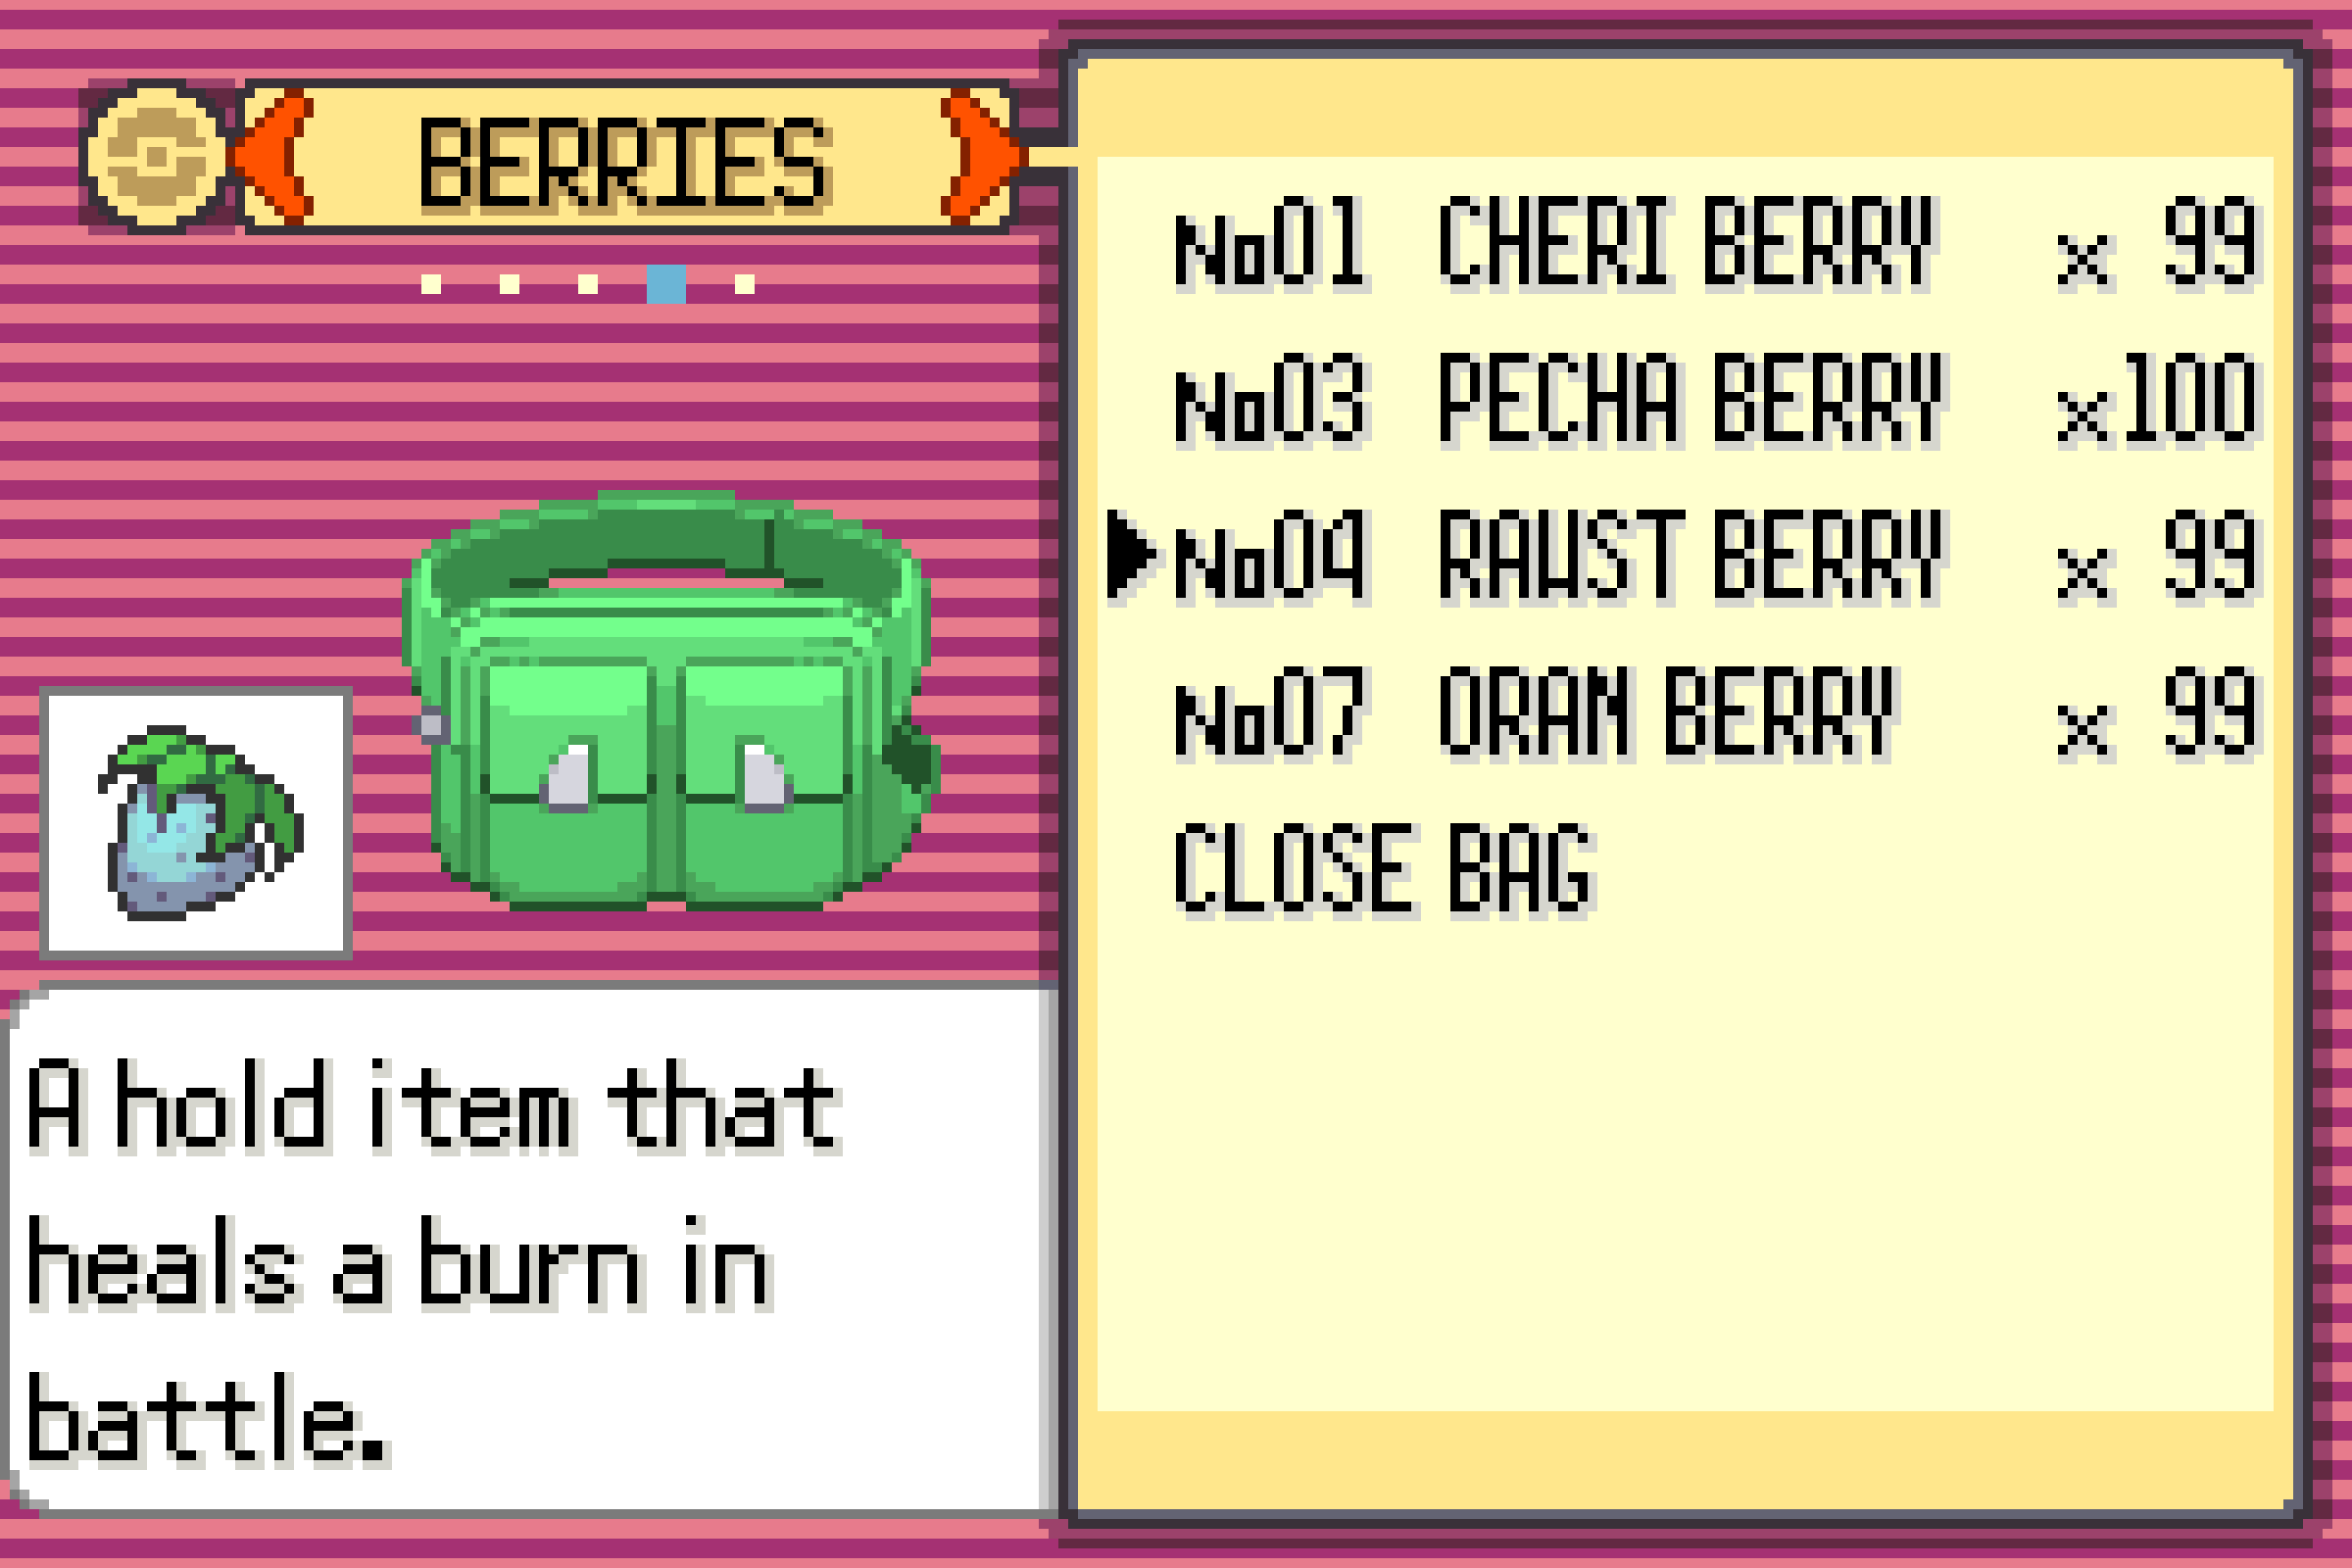 BERRIES
No01 CHERI BERRY x 99
No03 PECHA BERRY x100
No04 RAWST BERRY x 99
No07 ORAN BERRY x 99
CLOSE BAG
A hold item that
heals a burn in
battle.